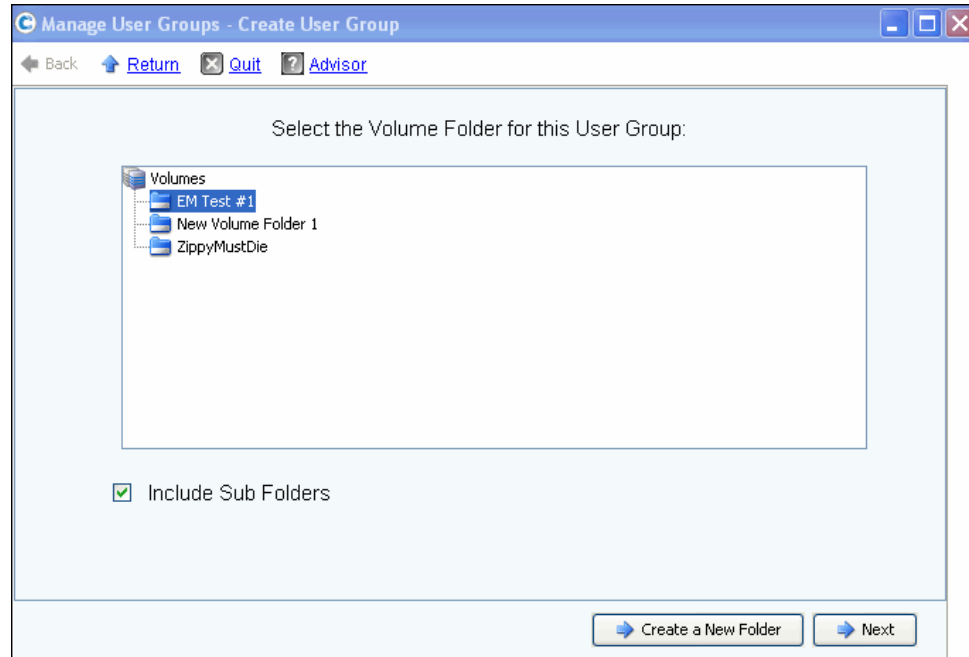 Manage User Groups - Create User Group
Back Return Quit Advisor
Select the Volume Folder for this User Group:
Volumes
EM Test #1
New Volume Folder 1
ZippyMustDie
Include Sub Folders
Create a New Folder Next